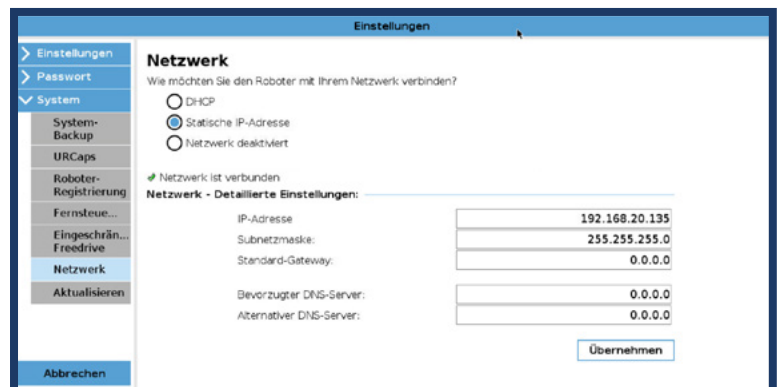 Einstellungen
Einstellungen
Passwort
System
System-
Backup
URCaps
Roboter-
Registrierung
Fernsteue...
Eingeschrän...
Freedrive
Netzwerk
Aktualisieren
Abbrechen
Netzwerk
Wie möchten Sie den Roboter mit Ihrem Netzwerk verbinden?
DHCP
Statische IP-Adresse
Netzwerk deaktiviert
Netzwerk ist verbunden
Netzwerk - Detaillierte Einstellungen:
IP-Adresse 192.168.20.135
Subnetzmaske: 255.255.255.0
Standard-Gateway: 0.0.0.0
Bevorzugter DNS-Server: 0.0.0.0
Alternativer DNS-Server: 0.0.0.0
Übernehmen